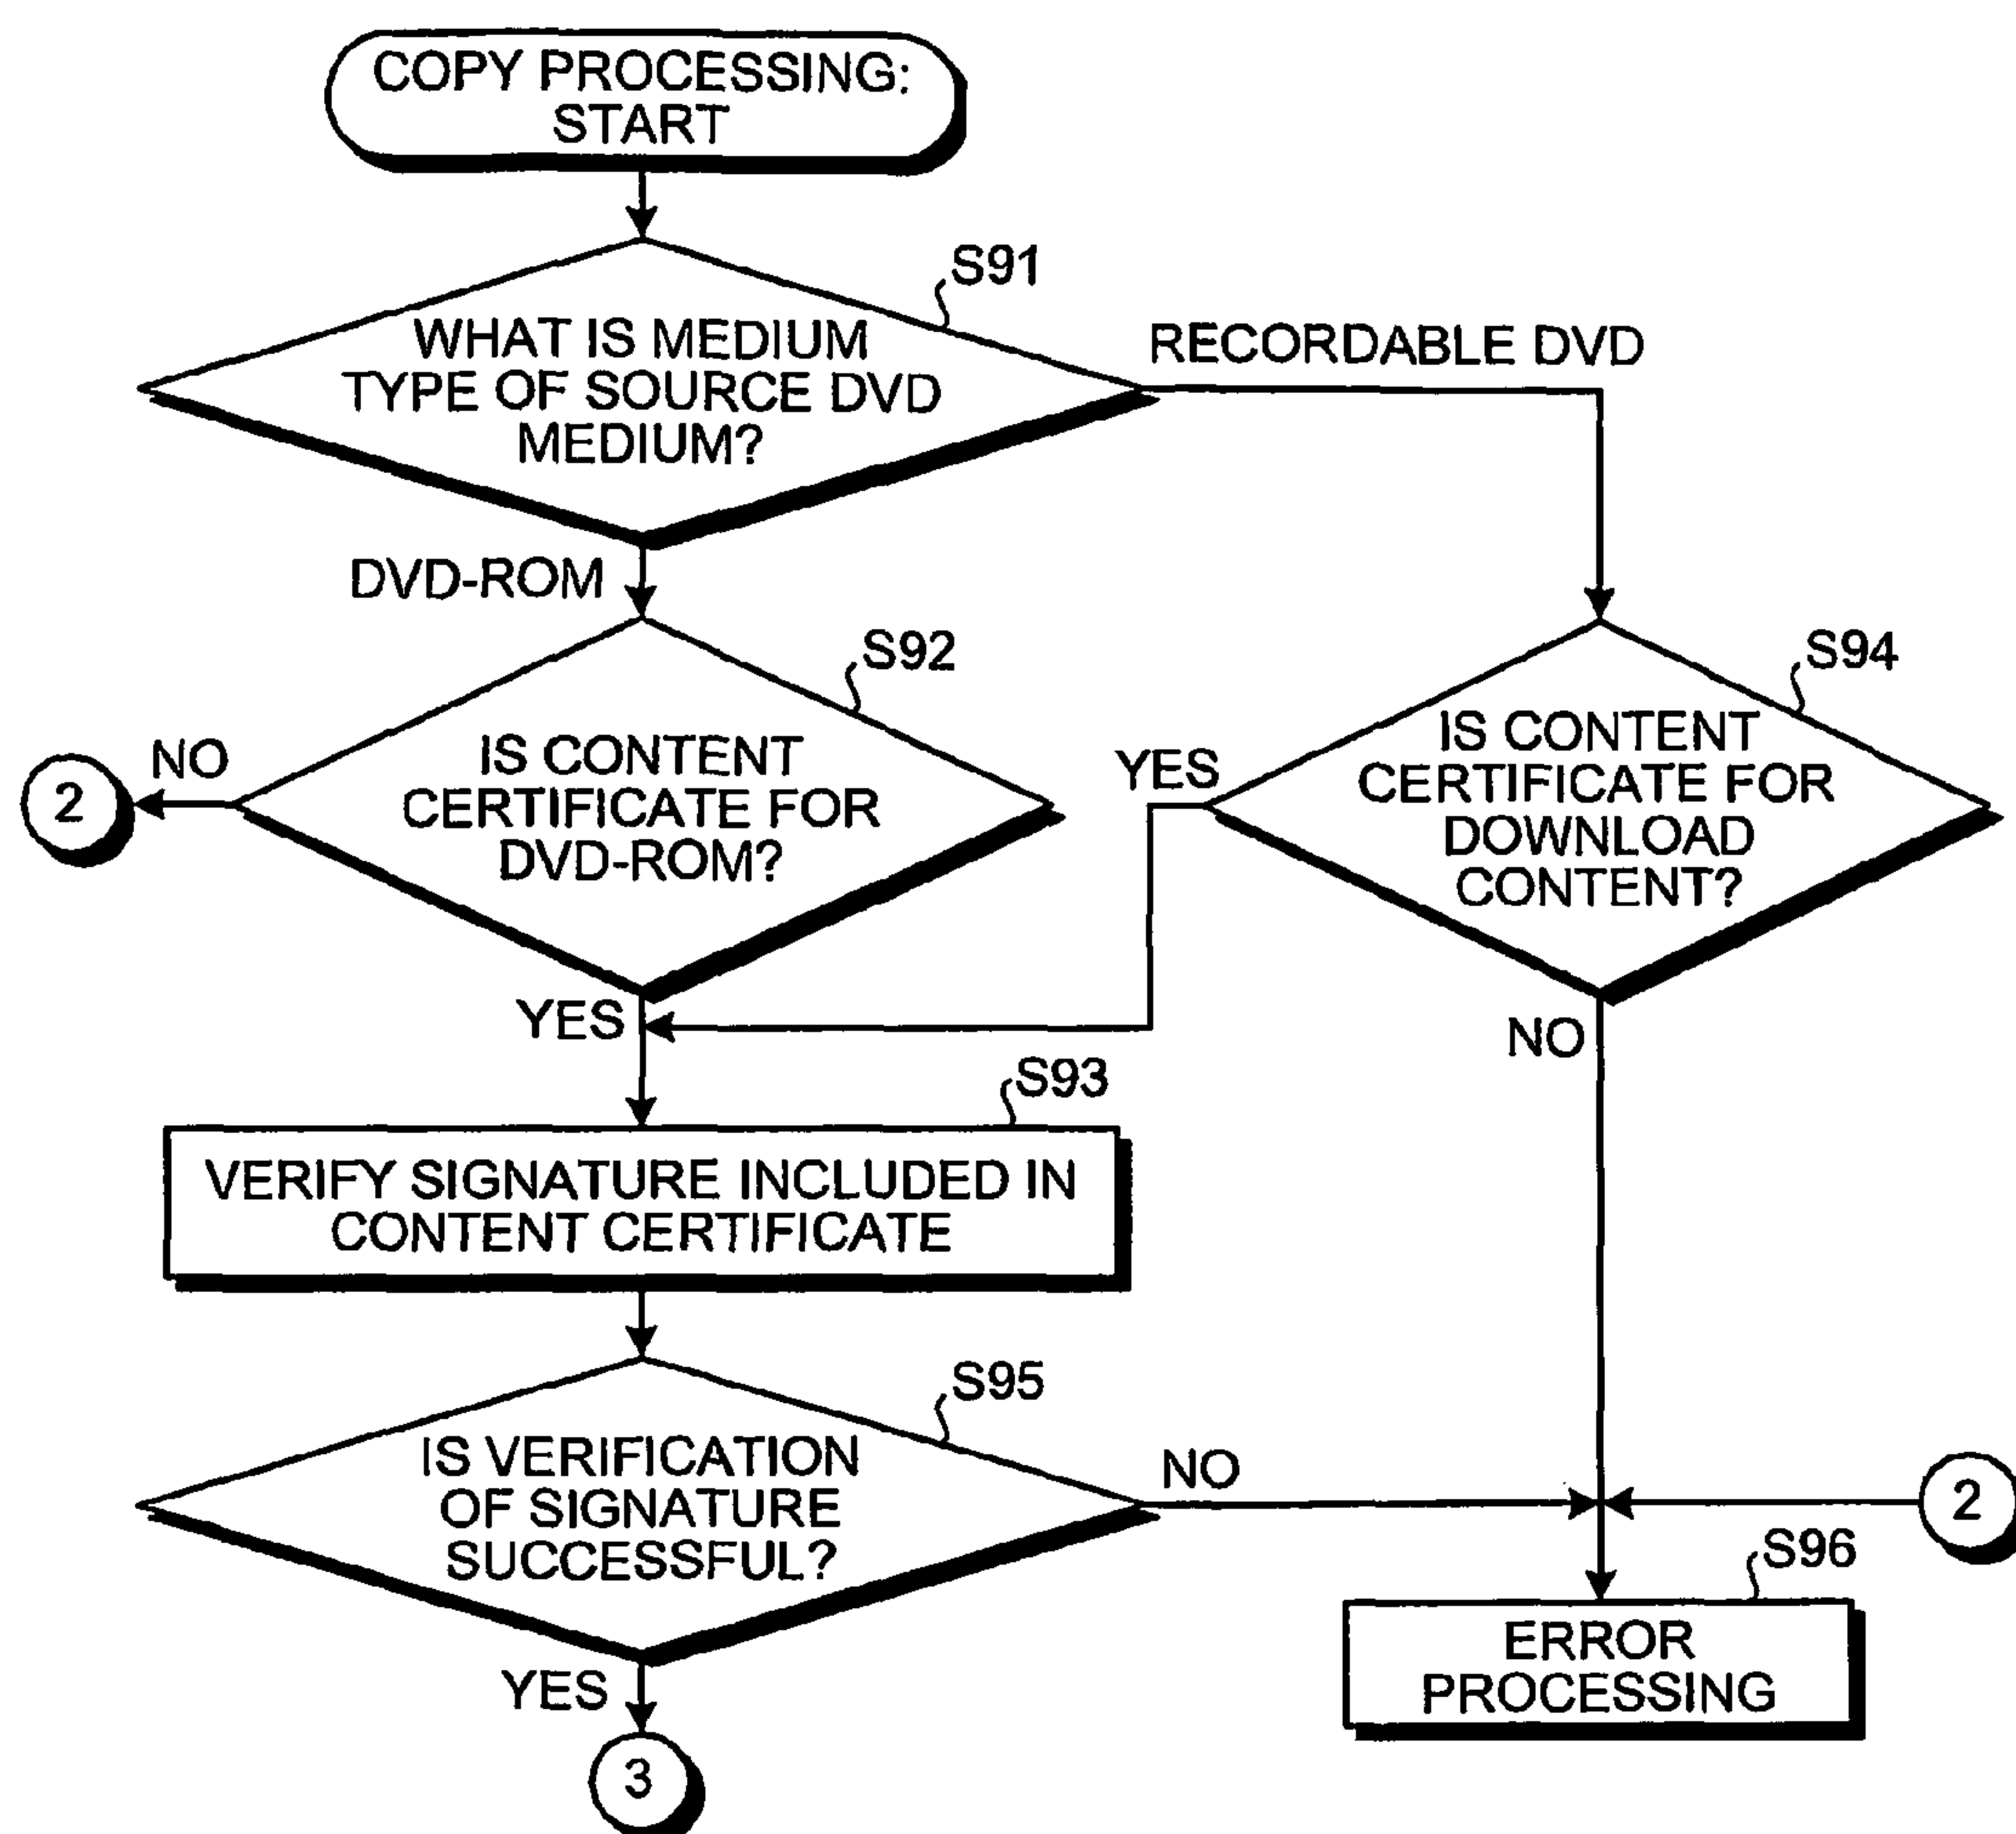 COPY PROCESSING:
START
S91
WHAT IS MEDIUM
TYPE OF SOURCE DVD
MEDIUM?
RECORDABLE DVD
DVD-ROM
S92
IS CONTENT
CERTIFICATE FOR
DVD-ROM?
NO
2
YES
S94
IS CONTENT
CERTIFICATE FOR
DOWNLOAD
CONTENT?
YES
NO
S93
VERIFY SIGNATURE INCLUDED IN
CONTENT CERTIFICATE
S95
IS VERIFICATION
OF SIGNATURE
SUCCESSFUL?
NO
2
S96
ERROR
PROCESSING
YES
3